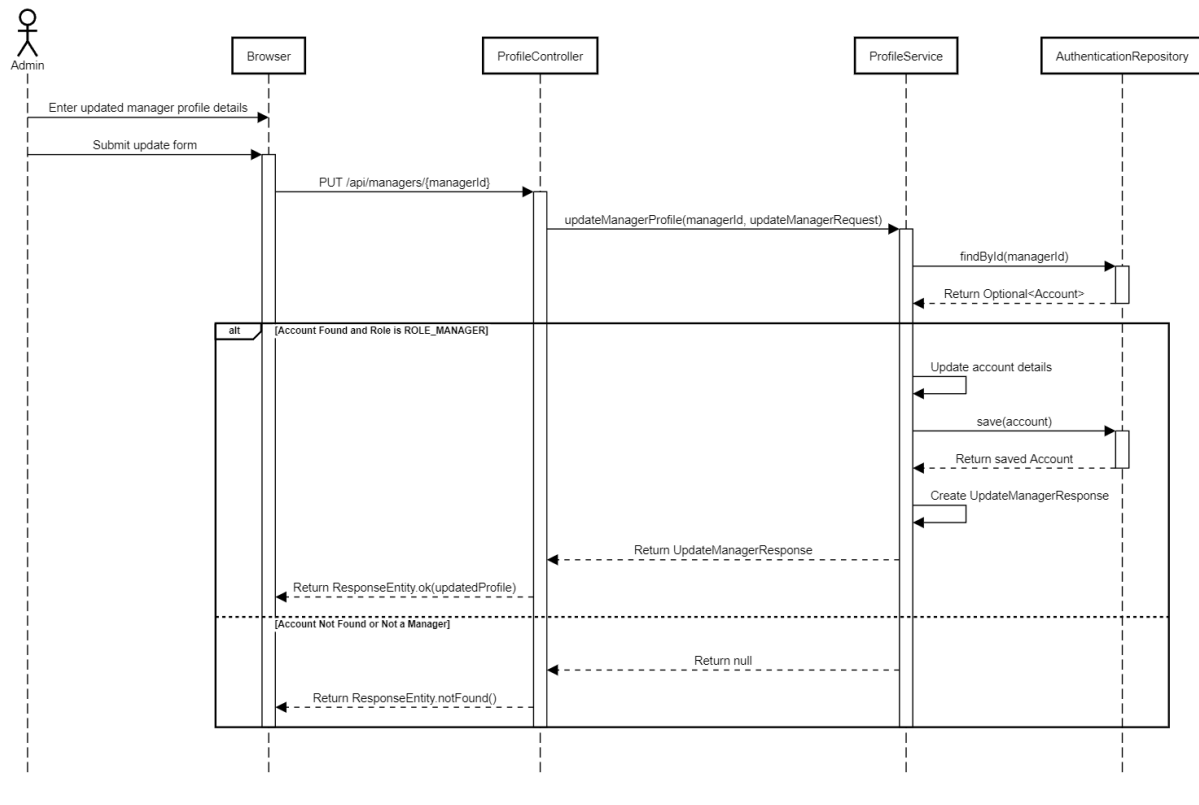 Admin
Browser
ProfileController
ProfileService
AuthenticationRepository
Enter updated manager profile details
Submit update form
PUT /api/managers/{managerId}
updateManagerProfile(managerId, updateManagerRequest)
findById(managerId)
Return Optional<Account>
alt
[Account Found and Role is ROLE_MANAGER]
Update account details
save(account)
Return saved Account
Create UpdateManagerResponse
Return UpdateManagerResponse
Return ResponseEntity.ok(updatedProfile)
[Account Not Found or Not a Manager]
Return null
Return ResponseEntity.notFound()